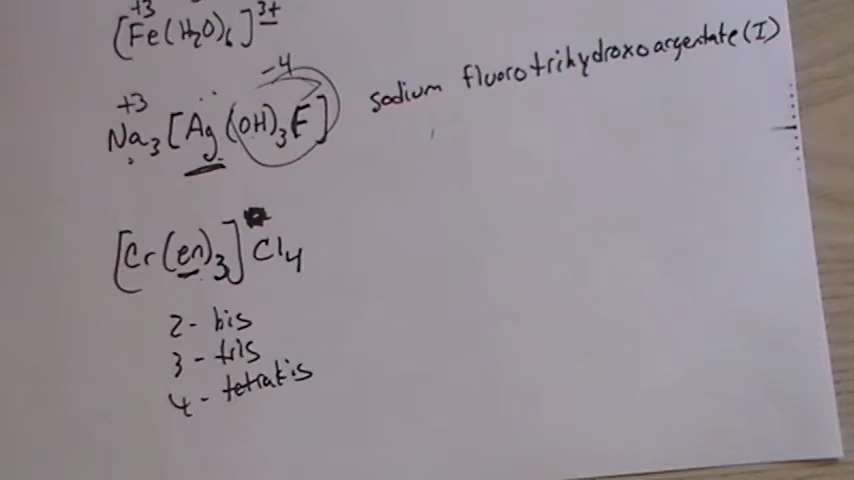 +3
[Fe(H₂O)₆]³⁺
-4
+3
Na₃[Ag(OH)₃F] sodium fluorotrihydroxoargentate(I)
[Cr(en)₃]Cl₄
2 - bis
3 - tris
4 - tetrakis